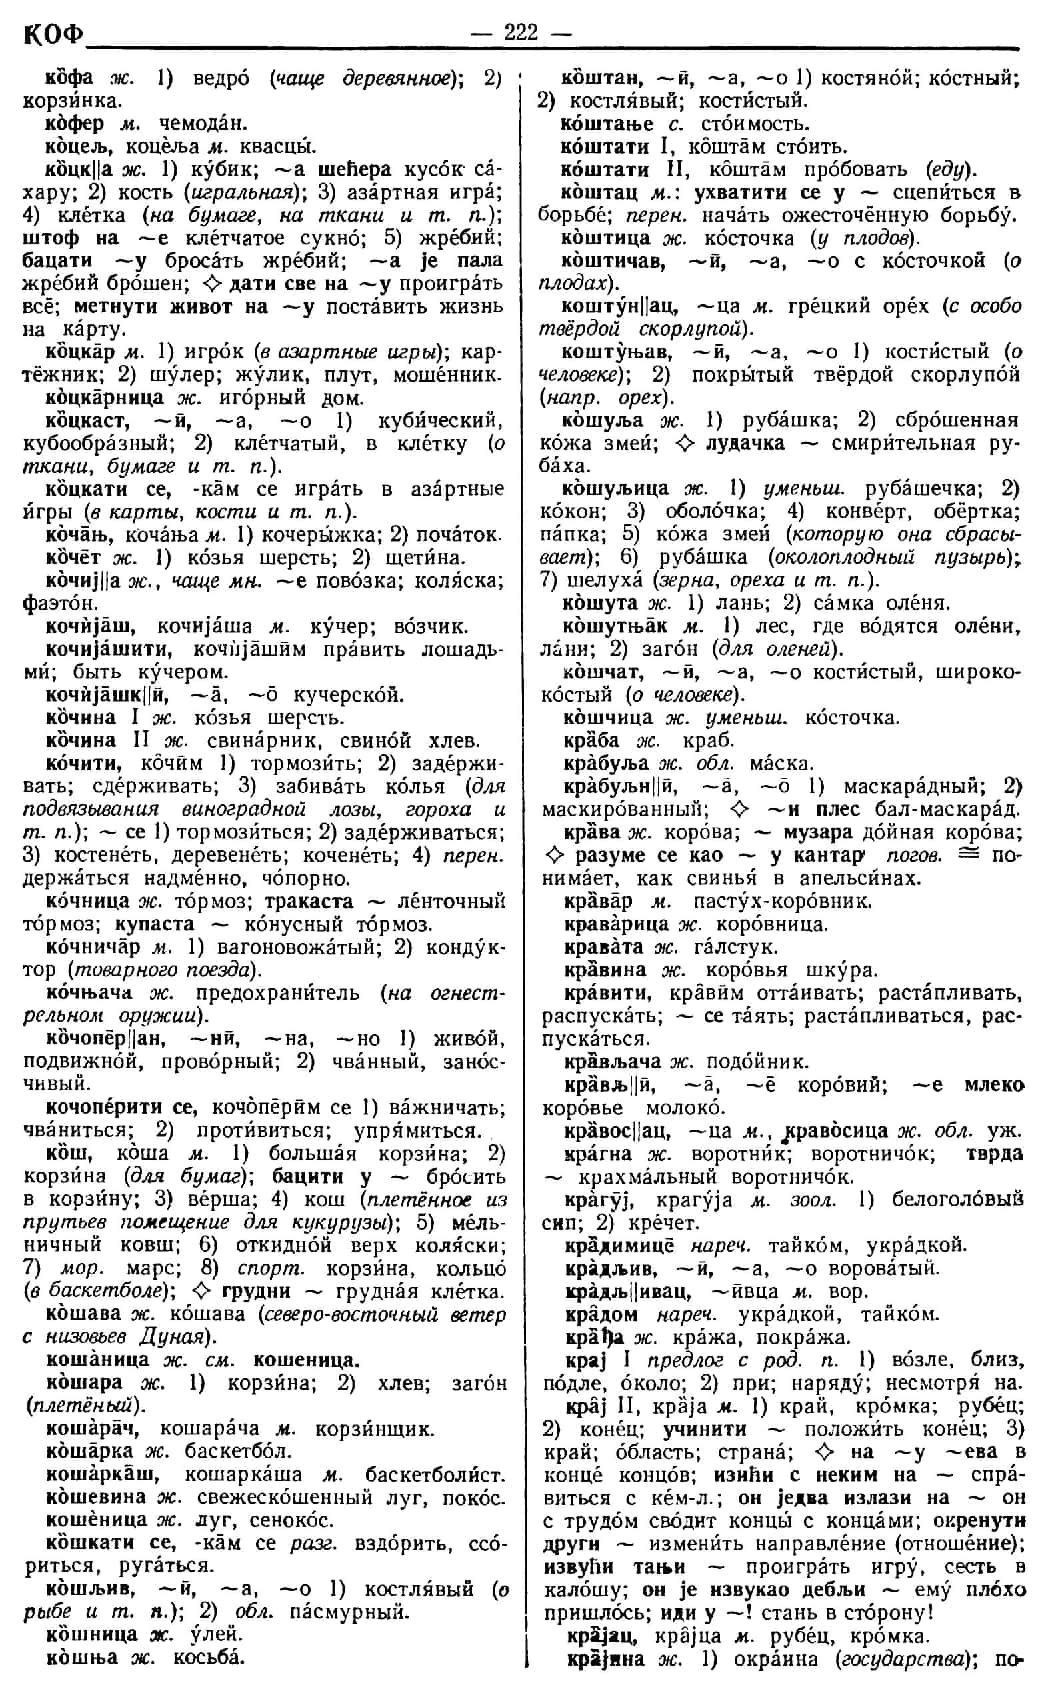 КОФ — 222 —
ко̏фа ж. 1) ведро́ (чаще деревянное); 2)
корзи́нка.
ко̀фер м. чемода́н.
ко̀цељ, коцѐља м. квасцы́.
ко̏цк||а ж. 1) ку́бик; ~а шећера кусо́к са́-
хару; 2) кость (игральная); 3) аза́ртная игра́;
4) кле́тка (на бумаге, на ткани и т. п.);
штоф на ~е кле́тчатое сукно́; 5) жре́бий;
бацати ~у броса́ть жре́бий; ~а је пала
жре́бий бро́шен; ◇ дати све на ~у проигра́ть
всё; метнути живот на ~у поста́вить жизнь
на ка́рту.
ко̏цка̄р м. 1) игро́к (в азартные игры); кар-
тёжник; 2) шу́лер; жу́лик, плут, моше́нник.
ко̏цка̄рница ж. иго́рный дом.
ко̏цкаст, ~ӣ, ~а, ~о 1) куби́ческий,
кубообра́зный; 2) кле́тчатый, в кле́тку (о
ткани, бумаге и т. п.).
ко̏цкати се, -ка̄м се игра́ть в аза́ртные
и́гры (в карты, кости и т. п.).
ко̀ча̄њ, коча́ња м. 1) кочеры́жка; 2) поча́ток.
ко̏че̄т ж. 1) ко́зья шерсть; 2) щети́на.
ко̀чиј||а ж., чаще мн. ~е пово́зка; коля́ска;
фаэто́н.
кочѝја̄ш, кочија́ша м. ку́чер; во́зчик.
кочија́шити, кочѝја̄шӣм пра́вить лошадь-
ми́; быть ку́чером.
кочѝја̄шк||ӣ, ~а̄, ~о̄ кучерско́й.
ко̏чина I ж. ко́зья шерсть.
ко̏чина II ж. свина́рник, свино́й хлев.
ко́чити, ко̑чӣм 1) тормози́ть; 2) заде́ржи-
вать; сде́рживать; 3) забива́ть ко́лья (для
подвязывания виноградной лозы, гороха и
т. п.); ~ се 1) тормози́ться; 2) заде́рживаться;
3) костене́ть, деревене́ть; кочене́ть; 4) перен.
держа́ться надме́нно, чо́порно.
ко́чница ж. то́рмоз; тракаста ~ ле́нточный
то́рмоз; купаста ~ ко́нусный то́рмоз.
ко́чнича̄р м. 1) вагоновожа́тый; 2) конду́к-
тор (товарного поезда).
ко́чњача ж. предохрани́тель (на огнест-
рельном оружии).
ко̏чопе̄р||ан, ~нӣ, ~на, ~но 1) живо́й,
подвижно́й, прово́рный; 2) чва́нный, зано́с-
чивый.
кочопе́рити се, кочо̀пе̄рӣм се 1) ва́жничать;
чва́ниться; 2) проти́виться; упря́миться.
ко̏ш, ко̀ша м. 1) больша́я корзи́на; 2)
корзи́на (для бумаг); бацити у ~ бро́сить
в корзи́ну; 3) ве́рша; 4) кош (плетённое из
прутьев помещение для кукурузы); 5) ме́ль-
ничный ковш; 6) откидно́й верх коля́ски;
7) мор. марс; 8) спорт. корзи́на, кольцо́
(в баскетболе); ◇ грудни ~ грудна́я кле́тка.
ко̀шава ж. ко́шава (северо-восточный ветер
с низовьев Дуная).
коша̀ница ж. см. кошеница.
ко̀шара ж. 1) корзи́на; 2) хлев; заго́н
(плетёный).
коша̀ра̄ч, кошара́ча м. корзи́нщик.
ко̀ша̄рка ж. баскетбо́л.
коша̀рка̄ш, кошарка́ша м. баскетболи́ст.
ко̀шевина ж. свежеско́шенный луг, поко́с.
кошѐница ж. луг, сеноко́с.
ко̏шкати се, -ка̄м се разг. вздо́рить, ссо́-
риться, руга́ться.
ко̏шљив, ~ӣ, ~а, ~о 1) костля́вый (о
рыбе и т. п.); 2) обл. па́смурный.
ко̏шница ж. у́лей.
ко̀шња ж. косьба́.
ко̏штан, ~ӣ, ~а, ~о 1) костяно́й; ко́стный;
2) костля́вый; кости́стый.
ко́штање с. сто́имость.
ко́штати I, ко̑шта̄м сто́ить.
ко́штати II, ко̑шта̄м про́бовать (еду).
ко̏штац м.: ухватити се у ~ сцепи́ться в
борьбе́; перен. нача́ть ожесточённую борьбу́.
ко̏штица ж. ко́сточка (у плодов).
ко̏штичав, ~ӣ, ~а, ~о с ко́сточкой (о
плодах).
кошту́н||ац, ~ца м. гре́цкий оре́х (с особо
твёрдой скорлупой).
кошту̀њав, ~ӣ, ~а, ~о 1) кости́стый (о
человеке); 2) покры́тый твёрдой скорлупо́й
(напр. орех).
ко̀шуља ж. 1) руба́шка; 2) сбро́шенная
ко́жа змеи́; ◇ лудачка ~ смири́тельная ру-
ба́ха.
ко̀шуљица ж. 1) уменьш. руба́шечка; 2)
ко́кон; 3) оболо́чка; 4) конве́рт, обёртка;
па́пка; 5) ко́жа змеи́ (которую она сбрасы-
вает); 6) руба́шка (околоплодный пузырь);
7) шелуха́ (зерна, ореха и т. п.).
ко̀шута ж. 1) лань; 2) са́мка оле́ня.
ко̀шутња̄к м. 1) лес, где во́дятся оле́ни,
ла́ни; 2) заго́н (для оленей).
ко̏шчат, ~ӣ, ~а, ~о кости́стый, широко-
ко́стый (о человеке).
ко̏шчица ж. уменьш. ко́сточка.
кра̏ба ж. краб.
кра̀буља ж. обл. ма́ска.
кра̀буљн||ӣ, ~а̄, ~о̄ 1) маскара́дный; 2)
маскиро́ванный; ◇ ~и плес бал-маскара́д.
кра̏ва ж. коро́ва; ~ музара до́йная коро́ва;
◇ разуме се као ~ у кантар погов. ≅ по-
нима́ет, как свинья́ в апельси́нах.
кра̏ва̄р м. пасту́х-коро́вник.
кра̀варица ж. коро́вница.
крава̀та ж. га́лстук.
кра̏вина ж. коро́вья шку́ра.
кра́вити, кра̑вӣм отта́ивать; раста́пливать,
распуска́ть; ~ се та́ять; раста́пливаться, рас-
пуска́ться.
кра̏вљача ж. подо́йник.
кра̏вљ||ӣ, ~а̄, ~е̄ коро́вий; ~е млеко
коро́вье молоко́.
кра̀вос||ац, ~ца м., краво̀сица ж. обл. уж.
кра́гна ж. воротни́к; воротничо́к; тврда
~ крахма́льный воротничо́к.
кра̀гӯј, крагу́ја м. зоол. 1) белоголо́вый
сип; 2) кре́чет.
кра̏димице̄ нареч. тайко́м, укра́дкой.
кра̀дљив, ~ӣ, ~а, ~о ворова́тый.
кра̀дљ||ивац, ~ӣвца м. вор.
кра̑дом нареч. укра́дкой, тайко́м.
кра̏ђа ж. кра́жа, покра́жа.
крај I предлог с род. п. 1) во́зле, близ,
по́дле, о́коло; 2) при; наряду́; несмотря́ на.
кра̑ј II, кра̏ја м. 1) край, кро́мка; рубе́ц;
2) коне́ц; учинити ~ положи́ть коне́ц; 3)
край; о́бласть; страна́; ◇ на ~у ~ева в
конце́ концо́в; изићи с неким на ~ спра́-
виться с ке́м-л.; он једва излази на ~ он
с трудо́м сво́дит концы́ с конца́ми; окренути
други ~ измени́ть направле́ние (отноше́ние);
извући тањи ~ проигра́ть игру́, сесть в
кало́шу; он је извукао дебљи ~ ему́ пло́хо
пришло́сь; иди у ~! стань в сто́рону!
кра̏јац, кра̑јца м. рубе́ц, кро́мка.
кра̏јина ж. 1) окра́ина (государства); по-